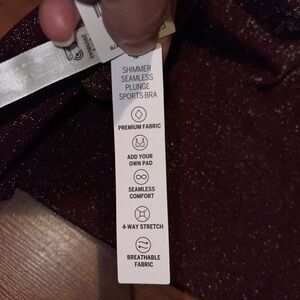 SHIMMER
SEAMLESS
PLUNGE
SPORTS BRA
PREMIUM FABRIC
ADD YOUR
OWN PAD
SEAMLESS
COMFORT
4-WAY STRETCH
BREATHABLE
FABRIC